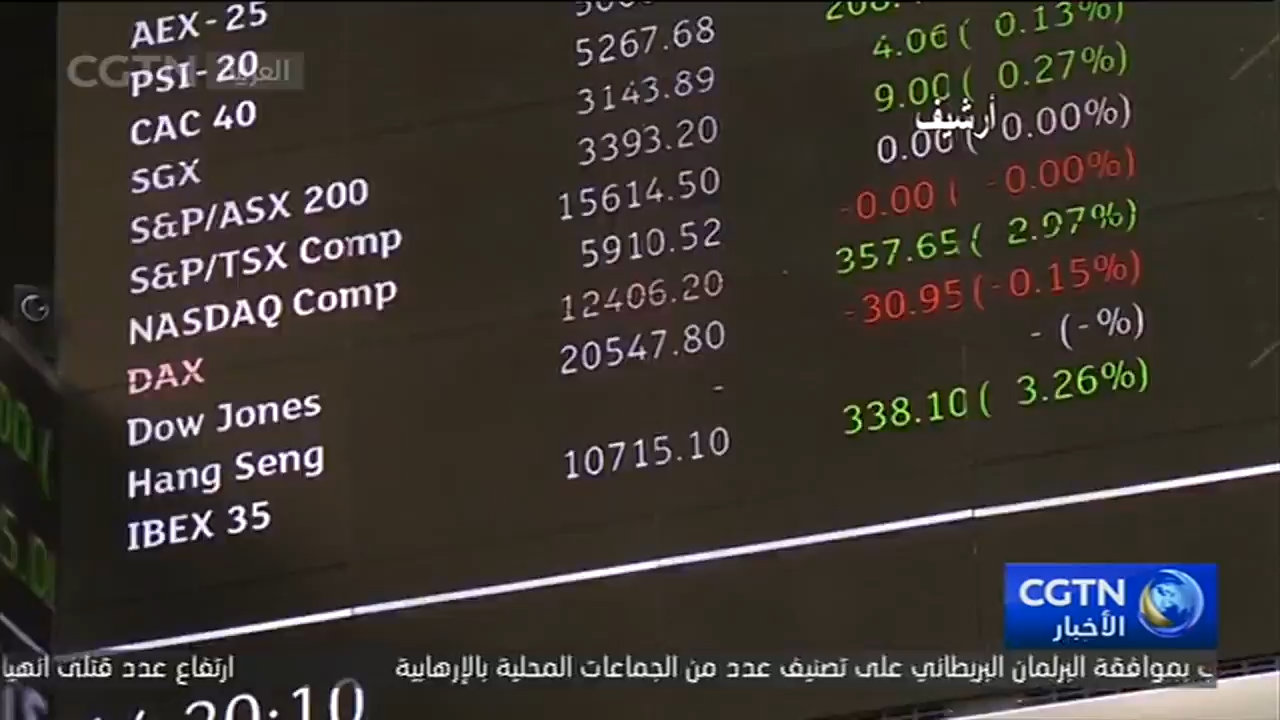 AEX-25
CGTN العربية
PSI-20
CAC 40 5267.68
SGX 3143.89 4.06 ( 0.13%)
S&P/ASX 200 3393.20 9.00 ( 0.27%)
أرشيف
S&P/TSX Comp 15614.50 0.00 ( 0.00%)
NASDAQ Comp 5910.52 -0.00 ( -0.00%)
DAX 12406.20 357.65 ( 2.97%)
Dow Jones 20547.80 -30.95 (-0.15%)
Hang Seng - - (-%)
IBEX 35 10715.10 338.10 ( 3.26%)
CGTN
الأخبار
بموافقة البرلمان البريطاني على تصنيف عدد من الجماعات المحلية بالإرهابية ارتفاع عدد قتلى
20:10